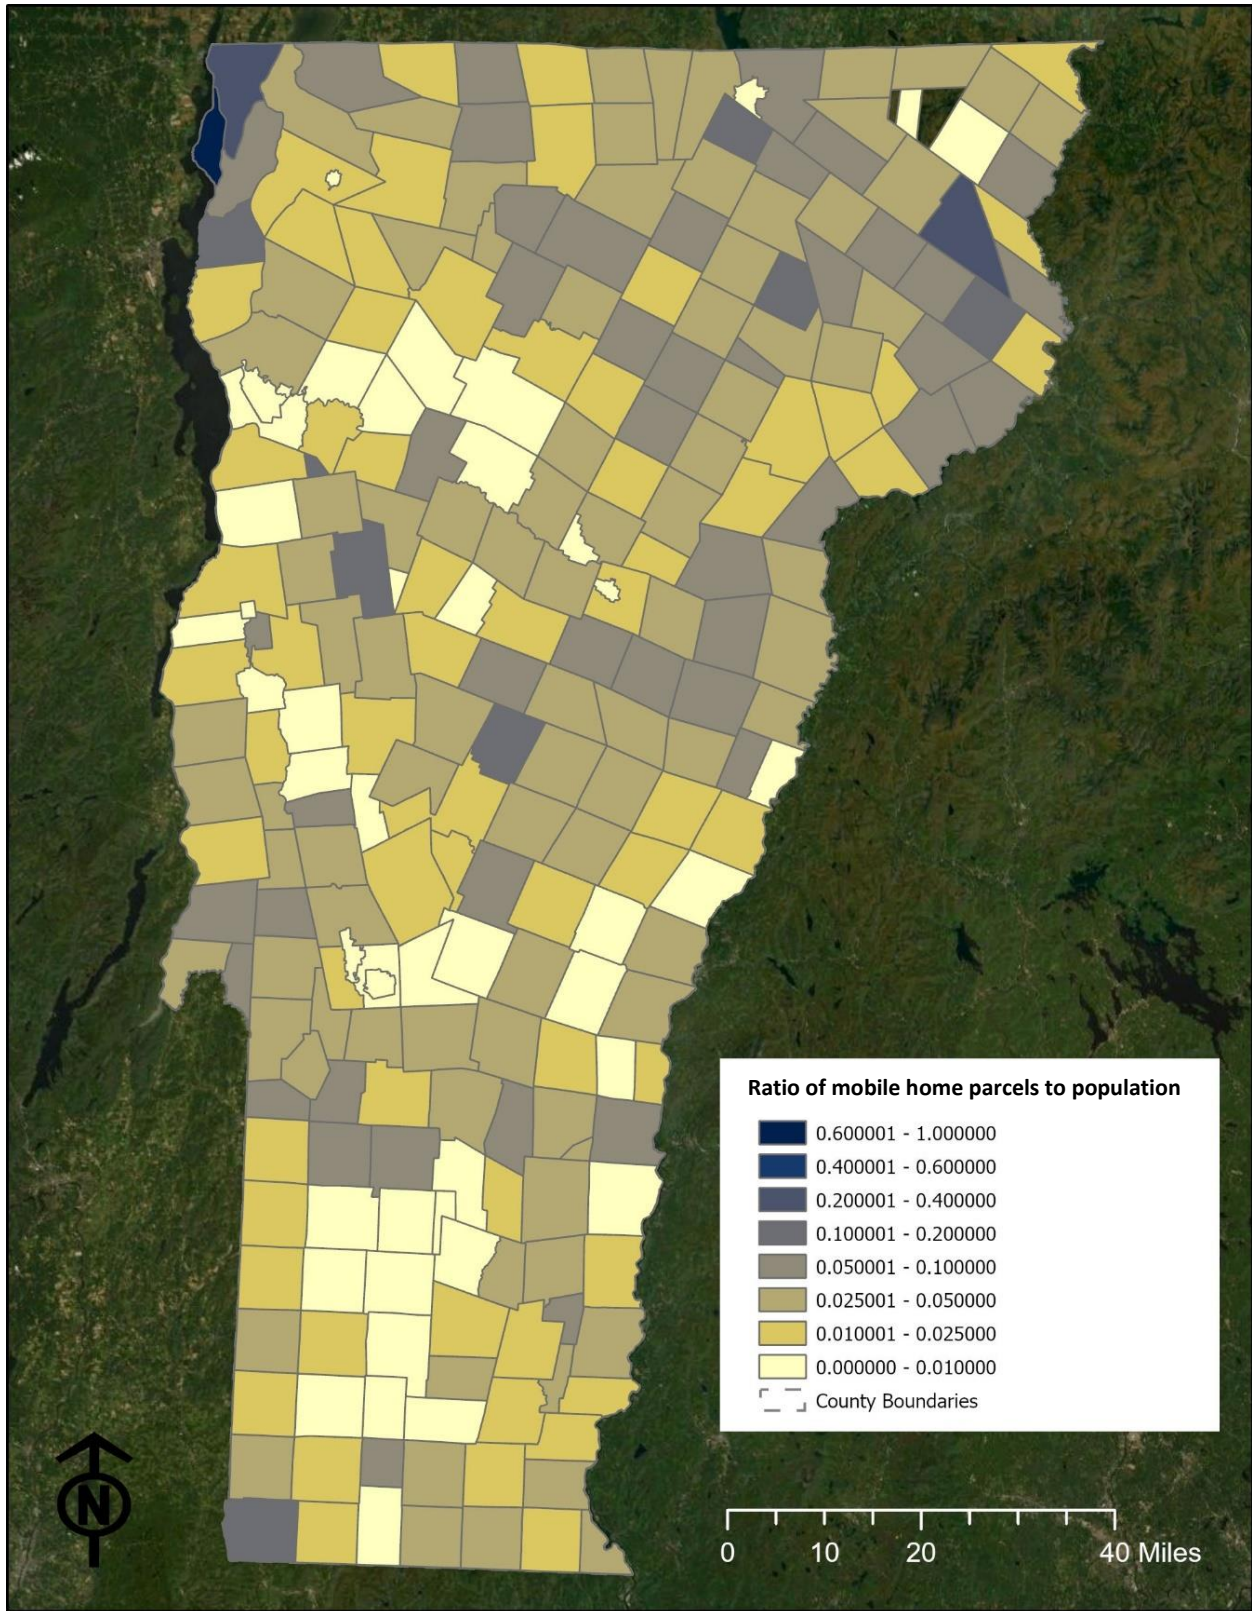 Ratio of mobile home parcels to population
0.600001 - 1.000000
0.400001 - 0.600000
0.200001 - 0.400000
0.100001 - 0.200000
0.050001 - 0.100000
0.025001 - 0.050000
0.010001 - 0.025000
0.000000 - 0.010000
County Boundaries
N
0 10 20 40 Miles